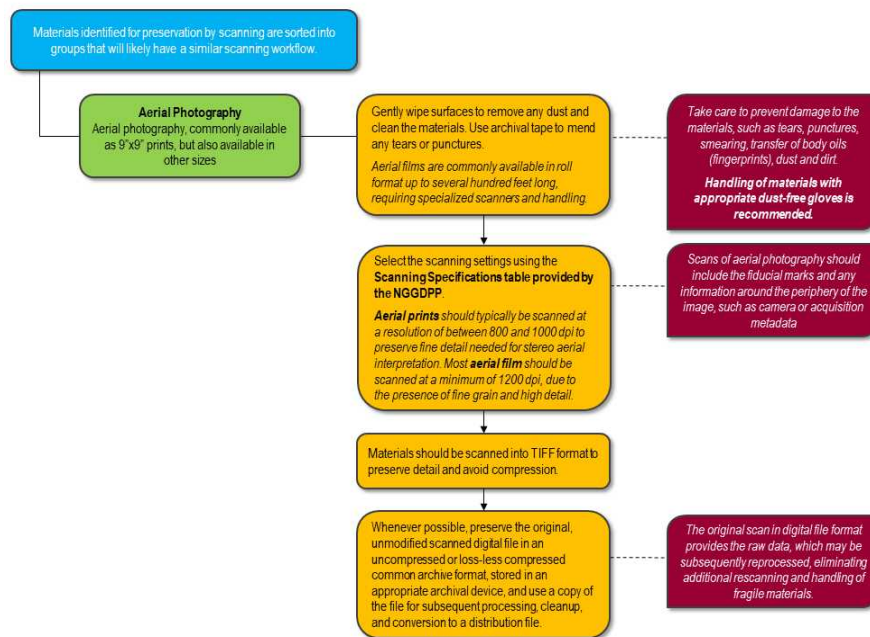 Materials identified for preservation by scanning are sorted into
groups that will likely have a similar scanning workflow.
Aerial Photography
Aerial photography, commonly available
as 9"x9" prints, but also available in
other sizes
Gently wipe surfaces to remove any dust and
clean the materials. Use archival tape to mend
any tears or punctures.
Aerial films are commonly available in roll
format up to several hundred feet long,
requiring specialized scanners and handling.
Take care to prevent damage to the
materials, such as tears, punctures,
smearing, transfer of body oils
(fingerprints), dust and dirt.
Handling of materials with
appropriate dust-free gloves is
recommended.
Select the scanning settings using the
Scanning Specifications table provided by
the NGGDPP.
Aerial prints should typically be scanned at
a resolution of between 800 and 1000 dpi to
preserve fine detail needed for stereo aerial
interpretation. Most aerial film should be
scanned at a minimum of 1200 dpi, due to
the presence of fine grain and high detail.
Scans of aerial photography should
include the fiducial marks and any
information around the periphery of the
image, such as camera or acquisition
metadata
Materials should be scanned into TIFF format to
preserve detail and avoid compression.
Whenever possible, preserve the original,
unmodified scanned digital file in an
uncompressed or loss-less compressed
common archive format, stored in an
appropriate archival device, and use a copy of
the file for subsequent processing, cleanup,
and conversion to a distribution file.
The original scan in digital file format
provides the raw data, which may be
subsequently reprocessed, eliminating
additional rescanning and handling of
fragile materials.